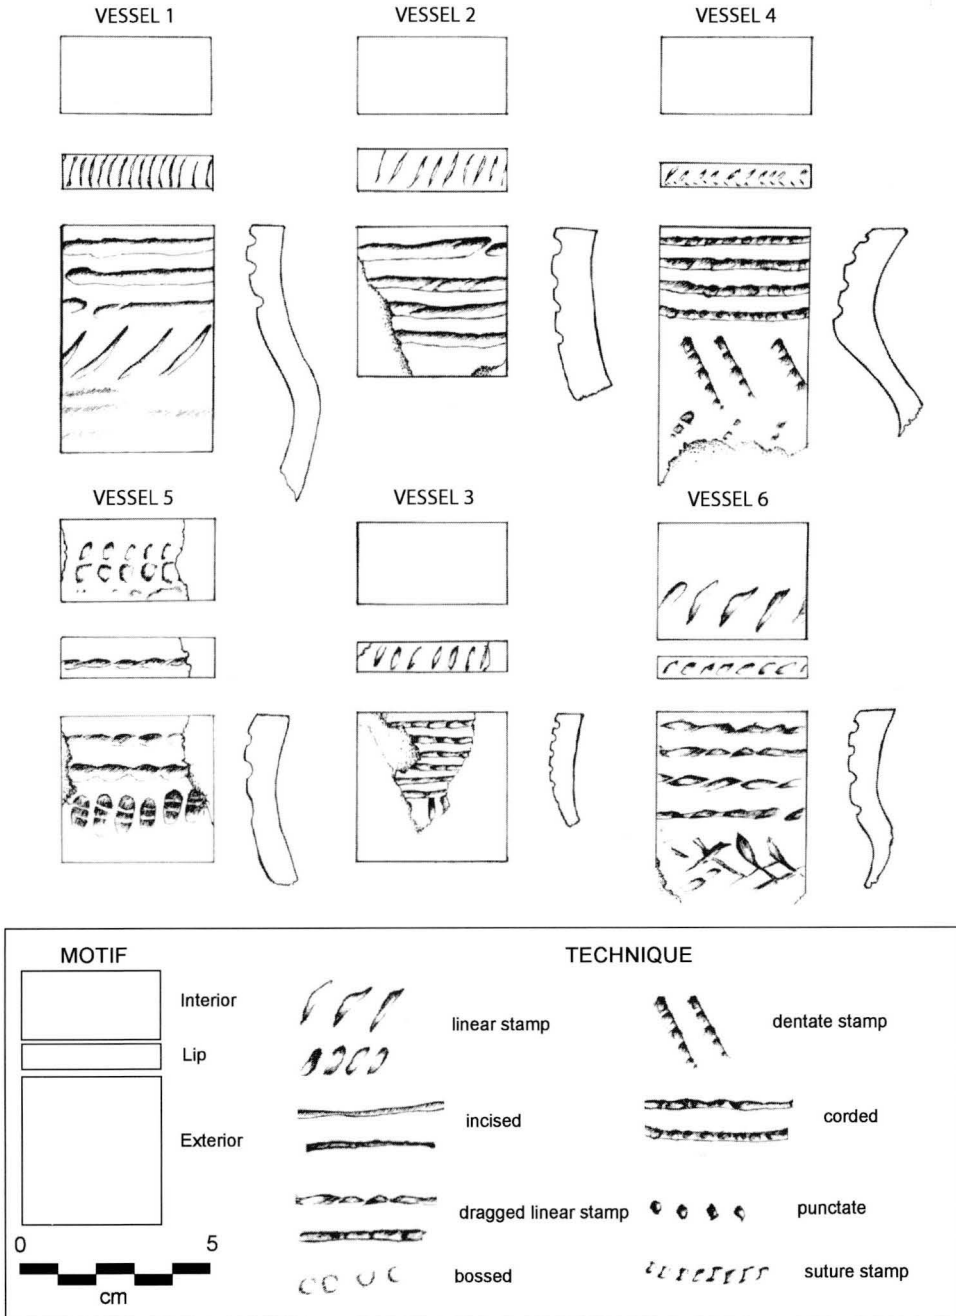 VESSEL 1
VESSEL 2
VESSEL 4
VESSEL 5
VESSEL 3
VESSEL 6
MOTIF
TECHNIQUE
Interior
Lip
Exterior
linear stamp
dentate stamp
incised
corded
dragged linear stamp
punctate
bossed
suture stamp
0 5
cm